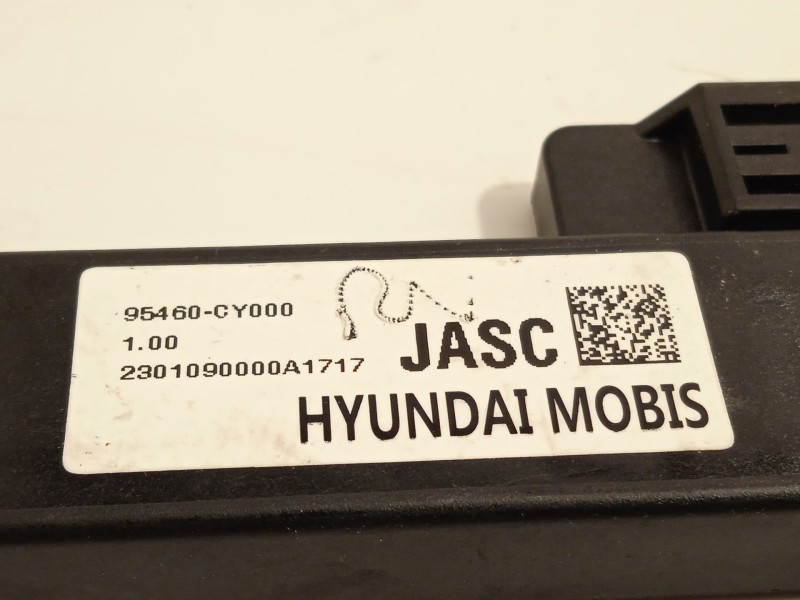 95460-CY000
1.00
2301090000A1717
JASC
HYUNDAI MOBIS